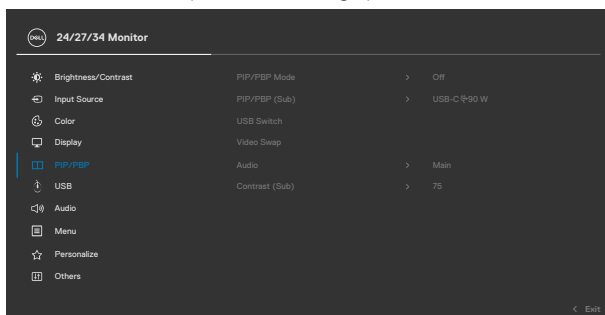 DELL 24/27/34 Monitor
Brightness/Contrast PIP/PBP Mode > Off
Input Source PIP/PBP (Sub) > USB-C 90 W
Color USB Switch
Display Video Swap
PIP/PBP Audio > Main
USB Contrast (Sub) > 75
Audio
Menu
Personalize
Others
< Exit